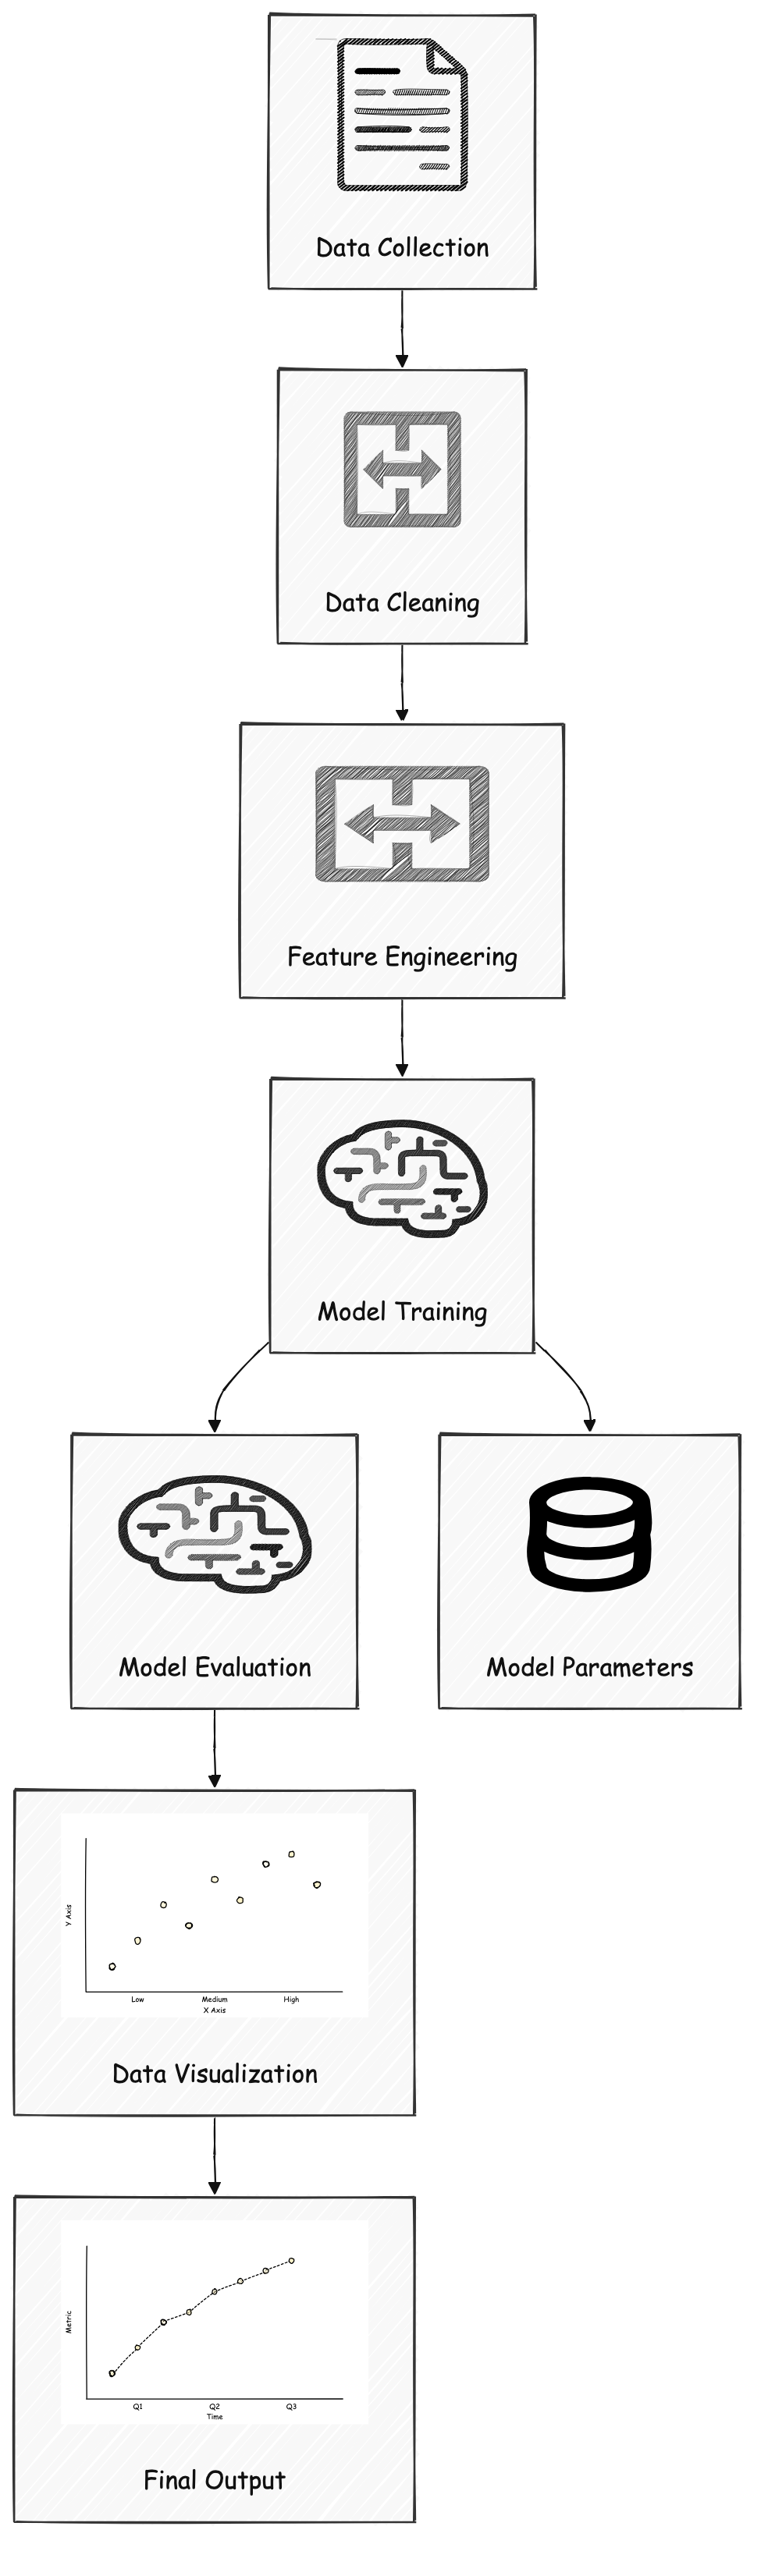 Data Collection
Data Cleaning
Feature Engineering
Model Training
Model Evaluation
Model Parameters
Y Axis
Low Medium High
X Axis
Data Visualization
Metric
Q1 Q2 Q3
Time
Final Output